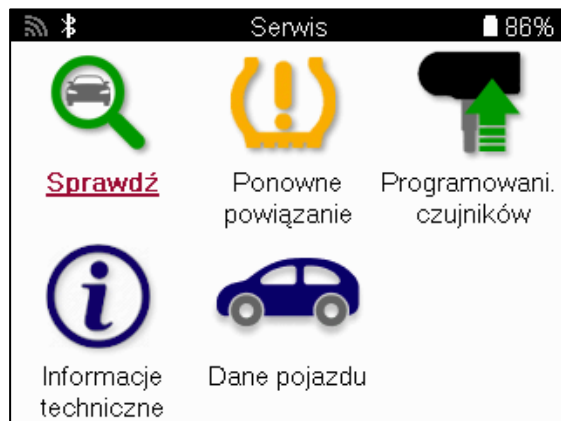 Serwis
86%
Sprawdź
Ponowne
powiązanie
Programowani.
czujników
Informacje
techniczne
Dane pojazdu